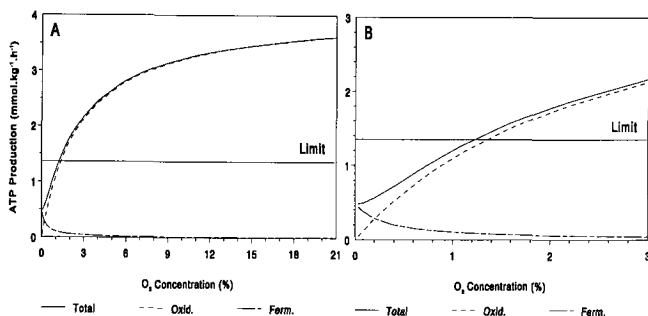 A
B
ATP Production (mmol.kg⁻¹.h⁻¹)
4
3
2
1
0
Limit
0 3 6 9 12 15 18 21
O₂ Concentration (%)
Total Oxid. Ferm.
3
2
1
0
Limit
0 1 2 3
O₂ Concentration (%)
Total Oxid. Ferm.